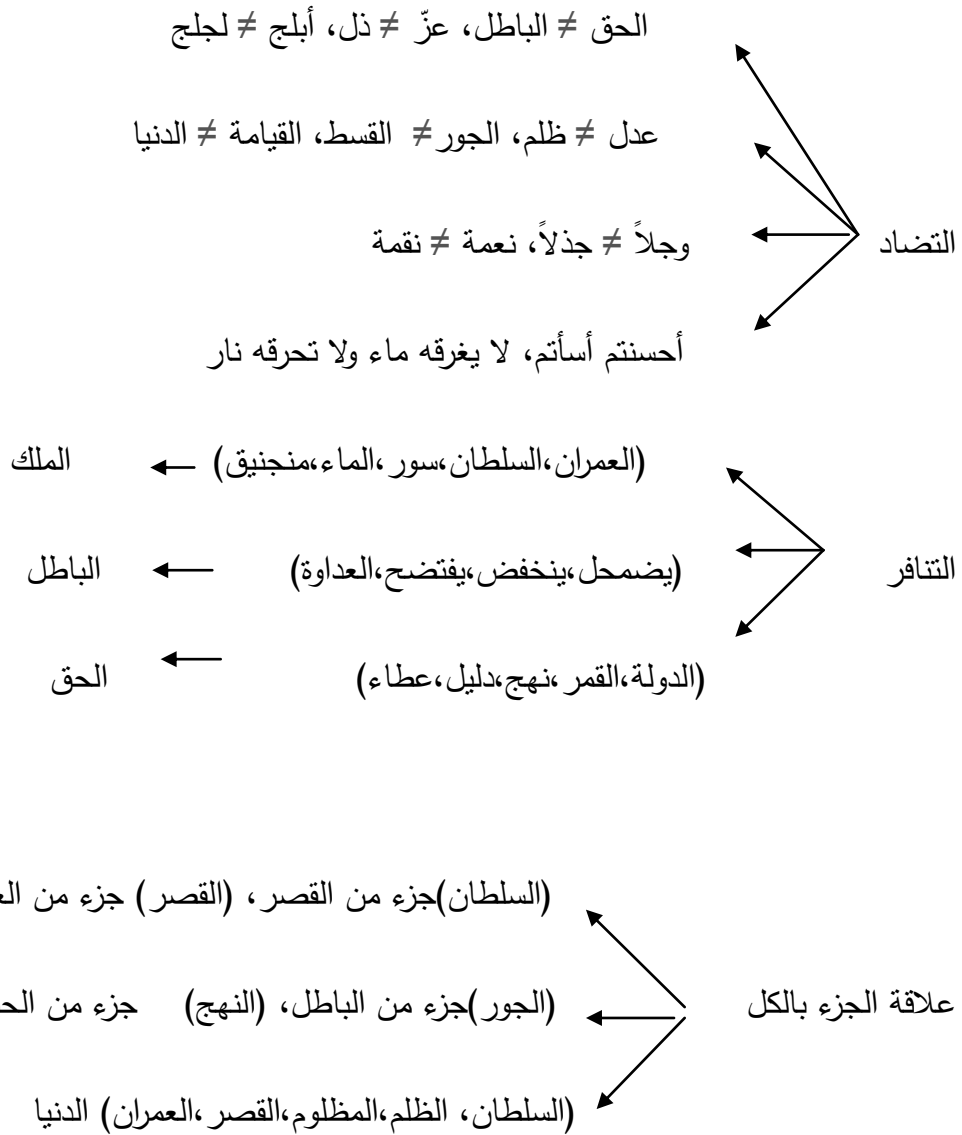 الحق ≠ الباطل، عزّ ≠ ذل، أبلج ≠ لجلج
عدل ≠ ظلم، الجور ≠ القسط، القيامة ≠ الدنيا
التضاد وجلاً ≠ جذلاً، نعمة ≠ نقمة
أحسنتم أسأتم، لا يغرقه ماء ولا تحرقه نار
(العمران،السلطان،سور،الماء،منجنيق) الملك
التنافر (يضمحل،ينخفض،يفتضح،العداوة) الباطل
(الدولة،القمر،نهج،دليل،عطاء) الحق
(السلطان)جزء من القصر، (القصر) جزء من
علاقة الجزء بالكل (الجور)جزء من الباطل، (النهج) جزء من
(السلطان، الظلم،المظلوم،القصر،العمران) الدنيا